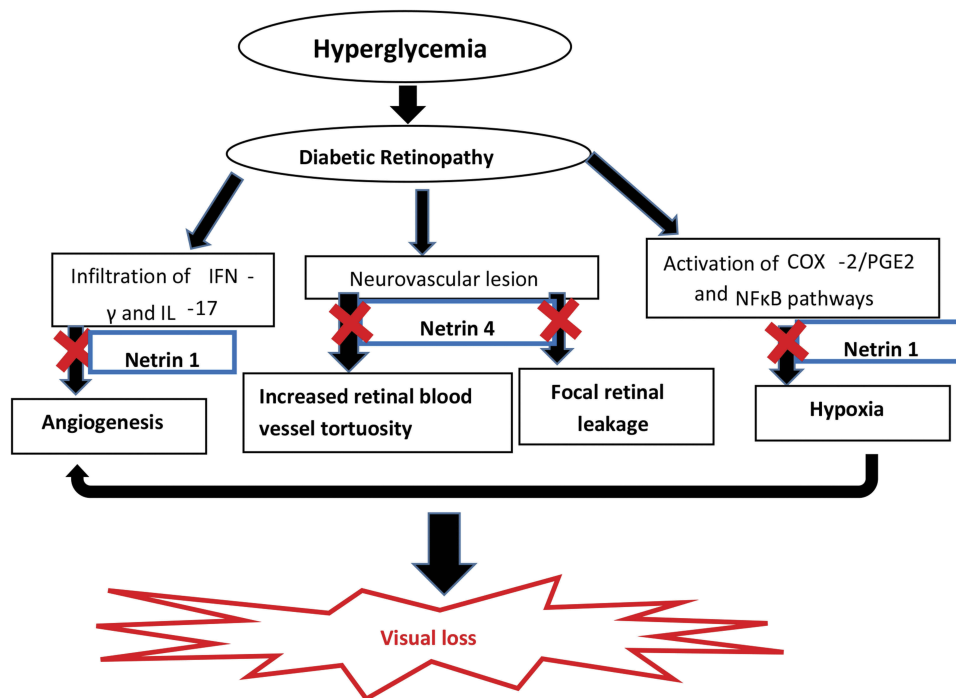 Hyperglycemia
Diabetic Retinopathy
Infiltration of IFN -
γ and IL -17
Neurovascular lesion
Activation of COX -2/PGE2
and NFκB pathways
Netrin 1
Netrin 4
Netrin 1
Angiogenesis
Increased retinal blood
vessel tortuosity
Focal retinal
leakage
Hypoxia
Visual loss